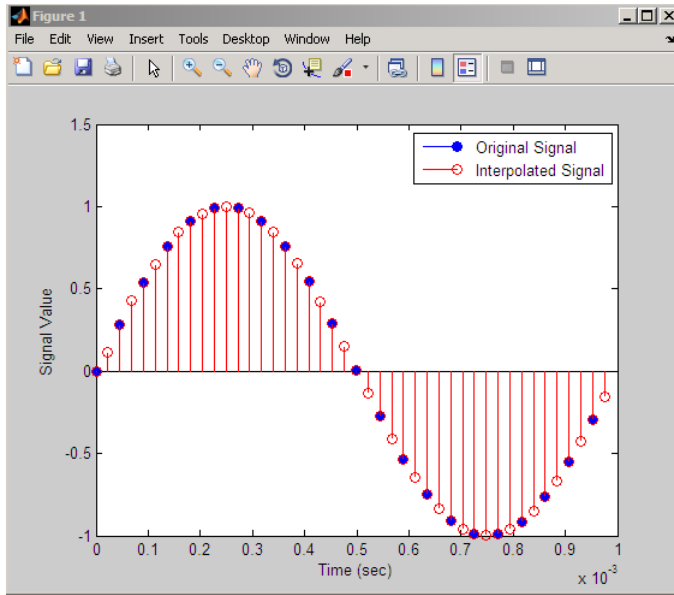 Figure 1
File Edit View Insert Tools Desktop Window Help
1.5
1
0.5
0
-0.5
-1
Signal Value
Original Signal
Interpolated Signal
0 0.1 0.2 0.3 0.4 0.5 0.6 0.7 0.8 0.9 1
Time (sec)
x 10⁻³